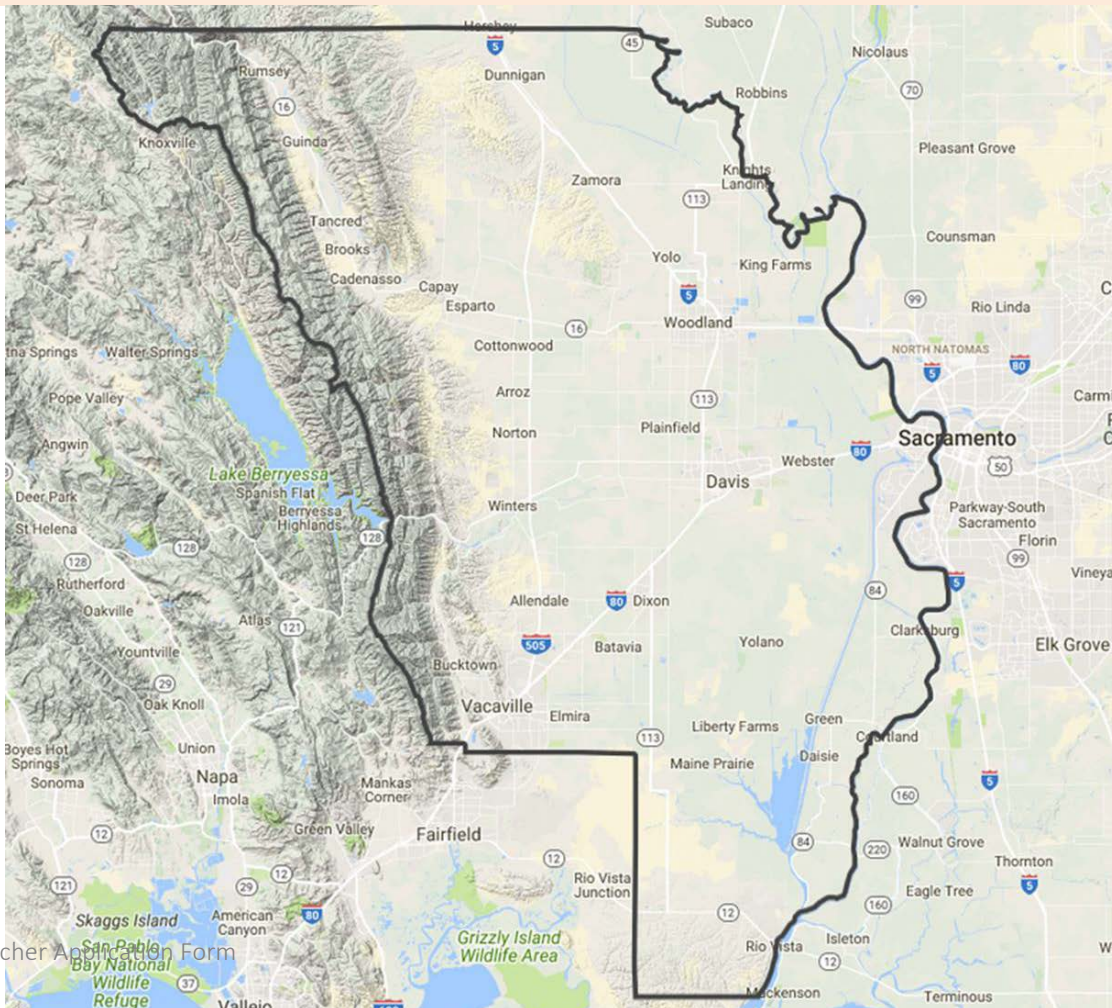 Hershey
Subaco
45
5
Nicolaus
Rumsey
Dunnigan
70
16
Robbins
Knoxville
Guinda
Pleasant Grove
Knights
Landing
Zamora
113
Tancred
Counsman
Brooks
Yolo
King Farms
Cadenasso
Capay
5
99
Esparto
Rio Linda
16
Woodland
Cottonwood
NORTH NATOMAS
tna Springs
Walter Springs
5
80
Arroz
Pope Valley
113
Carm
Plainfield
Norton
Angwin
Sacramento
80
Webster
50
Lake Berryessa
Davis
Deer Park
Spanish Flat
Winters
Berryessa
Highlands
Parkway-South
Sacramento
St Helena
128
128
Florin
128
99
Rutherford
5
Vineya
84
Oakville
Allendale
80
Dixon
Atlas
121
Clarksburg
505
Batavia
Yolano
Elk Grove
Yountville
Bucktown
29
Oak Knoll
Vacaville
Elmira
Liberty Farms
Green
Courtland
113
Boyes Hot
Springs
Union
Maine Prairie
Daisie
Napa
Sonoma
Mankas
Corner
5
Imola
160
12
Green Valley
Fairfield
84
220
Walnut Grove
12
Thornton
12
121
29
Rio Vista
Junction
Eagle Tree
5
80
160
American
Canyon
Skaggs Island
12
Grizzly Island
Wildlife Area
Rio Vista
Isleton
San Pablo
Bay National
Wildlife
Refuge
cher Application Form
12
37
Mackenson
Terminous
Vallejo